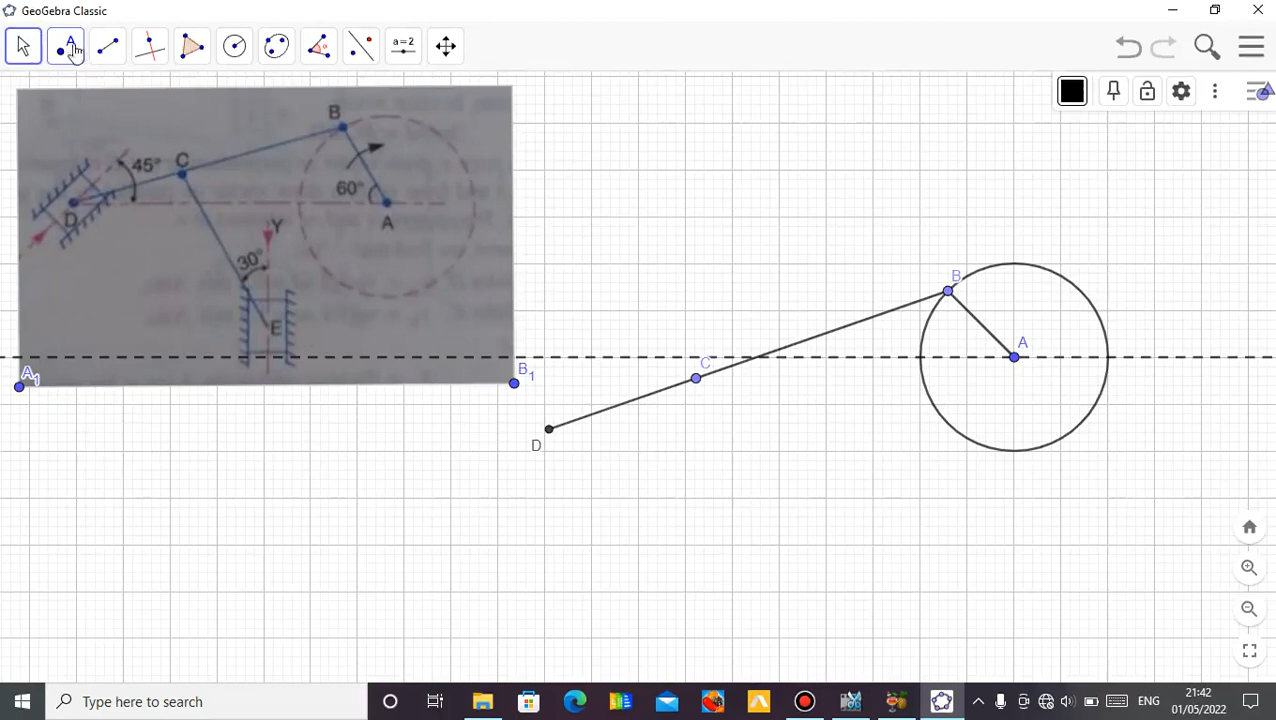 GeoGebra Classic
A
a=2
B
C
45°
D
60°
A
Y
30°
E
A1
B1
B
A
C
D
Type here to search
ENG
21:42
01/05/2022